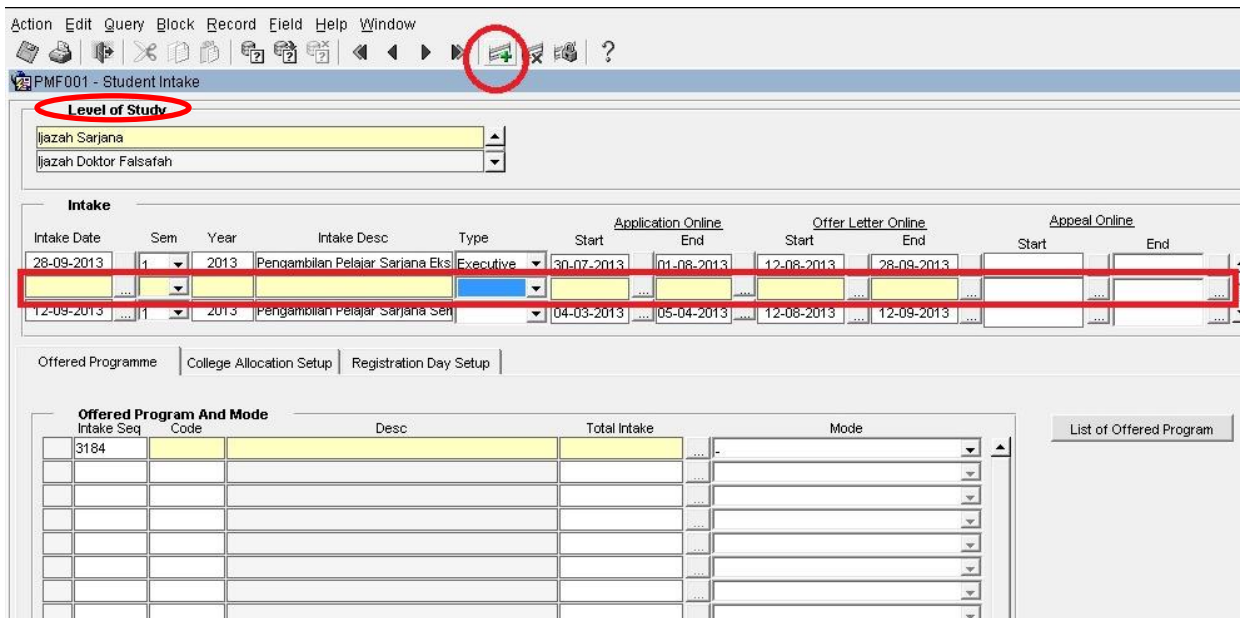 Action Edit Query Block Record Field Help Window
?
PMF001 - Student Intake
Level of Study
Ijazah Sarjana
Ijazah Doktor Falsafah
Intake
Application Online Offer Letter Online Appeal Online
Intake Date Sem Year Intake Desc Type Start End Start End Start End
28-09-2013 1 2013 Pengambilan Pelajar Sarjana Eks Executive 30-07-2013 01-08-2013 12-08-2013 28-09-2013
... ... ... ... ... ... ...
12-09-2013 ... 1 2013 Pengambilan Pelajar Sarjana Sem 04-03-2013 ... 05-04-2013 ... 12-08-2013 ... 12-09-2013 ... ... ...
Offered Programme College Allocation Setup Registration Day Setup
Offered Program And Mode
Intake Seq Code Desc Total Intake Mode List of Offered Program
3184 ... -
...
...
...
...
...
...